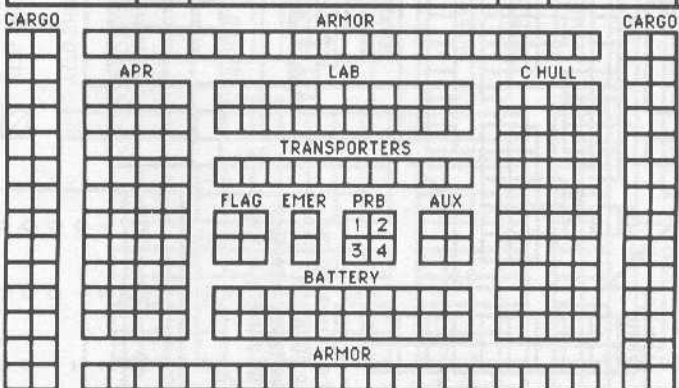 CARGO ARMOR CARGO
APR LAB C HULL
TRANSPORTERS
FLAG EMER PRB AUX
1 2
3 4
BATTERY
ARMOR